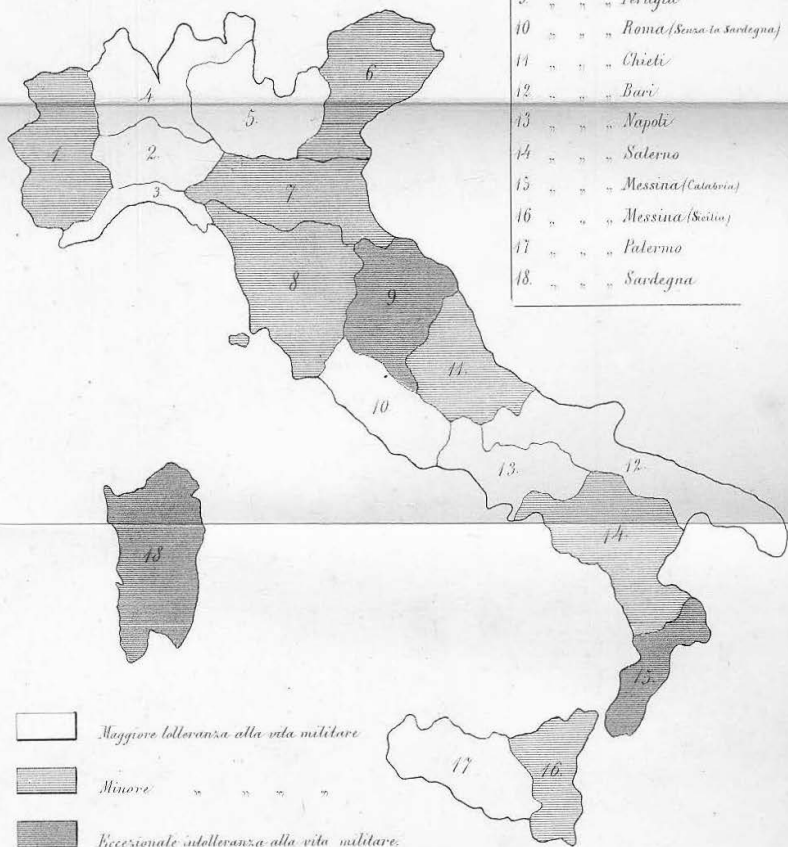 9. „ „ „ Perugia
10 „ „ „ Roma (Senza la Sardegna)
11 „ „ „ Chieti
12 „ „ „ Bari
13 „ „ „ Napoli
14 „ „ „ Salerno
15 „ „ „ Messina (Calabria)
16 „ „ „ Messina (Sicilia)
17 „ „ „ Palermo
18. „ „ „ Sardegna
6
4
5.
1.
2.
3
7
8
9
11.
10.
13.
12.
18
14.
15.
17
16.
Maggiore tolleranza alla vita militare
Minore „ „ „ „
Eccezionale intolleranza alla vita militare.